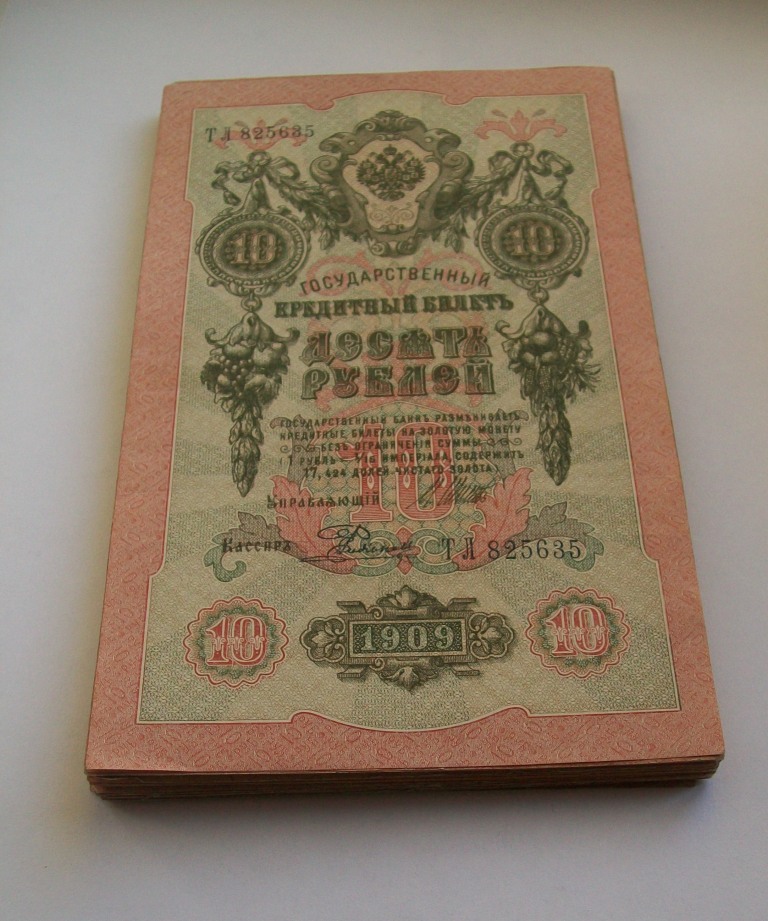 ТЛ 825635
10 10
ГОСУДАРСТВЕННЫЙ
КРЕДИТНЫЙ БИЛЕТЪ
ДЕСЯТЬ
РУБЛЕЙ
ГОСУДАРСТВЕННЫЙ БАНКЪ РАЗМѢНИВАЕТЪ
КРЕДИТНЫЕ БИЛЕТЫ НА ЗОЛОТУЮ МОНЕТУ
БЕЗЪ ОГРАНИЧЕНІЯ СУММЫ
(1 РУБЛЬ = 1/15 ИМПЕРІАЛА, СОДЕРЖИТЪ
17,424 ДОЛЕЙ ЧИСТАГО ЗОЛОТА)
10
УПРАВЛЯЮЩІЙ
КАССИРЪ
ТЛ 825635
10 1909 10